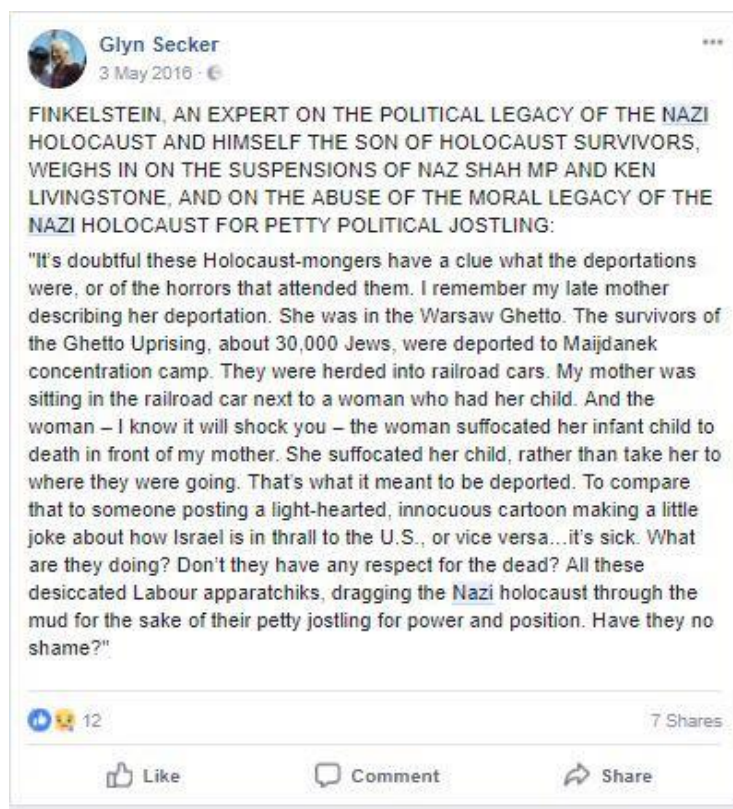 Glyn Secker
3 May 2016
FINKELSTEIN, AN EXPERT ON THE POLITICAL LEGACY OF THE NAZI
HOLOCAUST AND HIMSELF THE SON OF HOLOCAUST SURVIVORS,
WEIGHS IN ON THE SUSPENSIONS OF NAZ SHAH MP AND KEN
LIVINGSTONE, AND ON THE ABUSE OF THE MORAL LEGACY OF THE
NAZI HOLOCAUST FOR PETTY POLITICAL JOSTLING:
"It's doubtful these Holocaust-mongers have a clue what the deportations
were, or of the horrors that attended them. I remember my late mother
describing her deportation. She was in the Warsaw Ghetto. The survivors of
the Ghetto Uprising, about 30,000 Jews, were deported to Maijdanek
concentration camp. They were herded into railroad cars. My mother was
sitting in the railroad car next to a woman who had her child. And the
woman – I know it will shock you – the woman suffocated her infant child to
death in front of my mother. She suffocated her child, rather than take her to
where they were going. That's what it meant to be deported. To compare
that to someone posting a light-hearted, innocuous cartoon making a little
joke about how Israel is in thrall to the U.S., or vice versa...it's sick. What
are they doing? Don't they have any respect for the dead? All these
desiccated Labour apparatchiks, dragging the Nazi holocaust through the
mud for the sake of their petty jostling for power and position. Have they no
shame?"
12
7 Shares
Like
Comment
Share